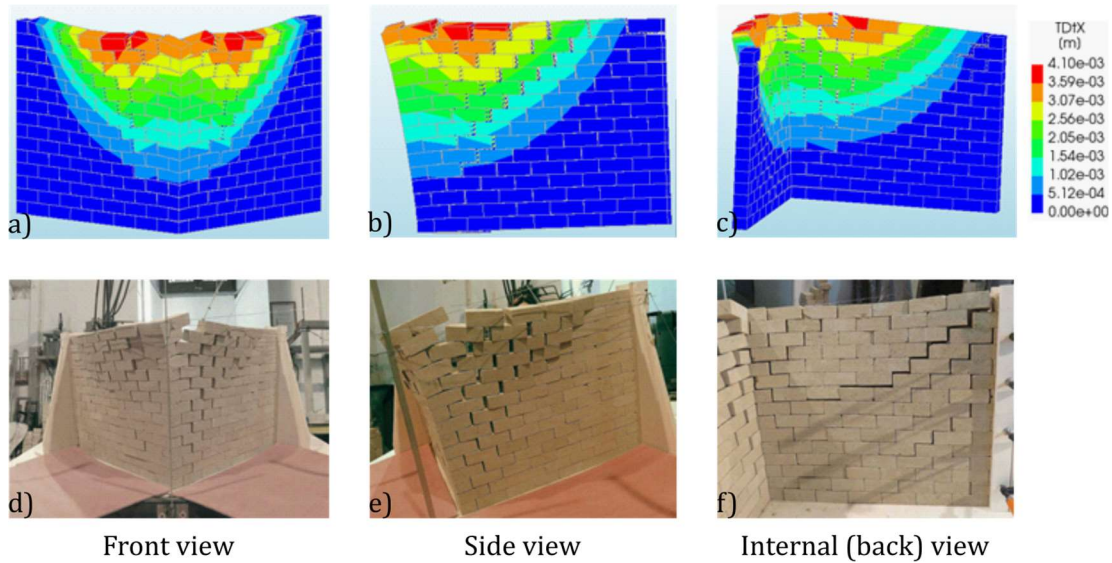 a)
b)
c)
TDtX
[m]
4.10e-03
3.59e-03
3.07e-03
2.56e-03
2.05e-03
1.54e-03
1.02e-03
5.12e-04
0.00e+00
d)
e)
f)
Front view
Side view
Internal (back) view